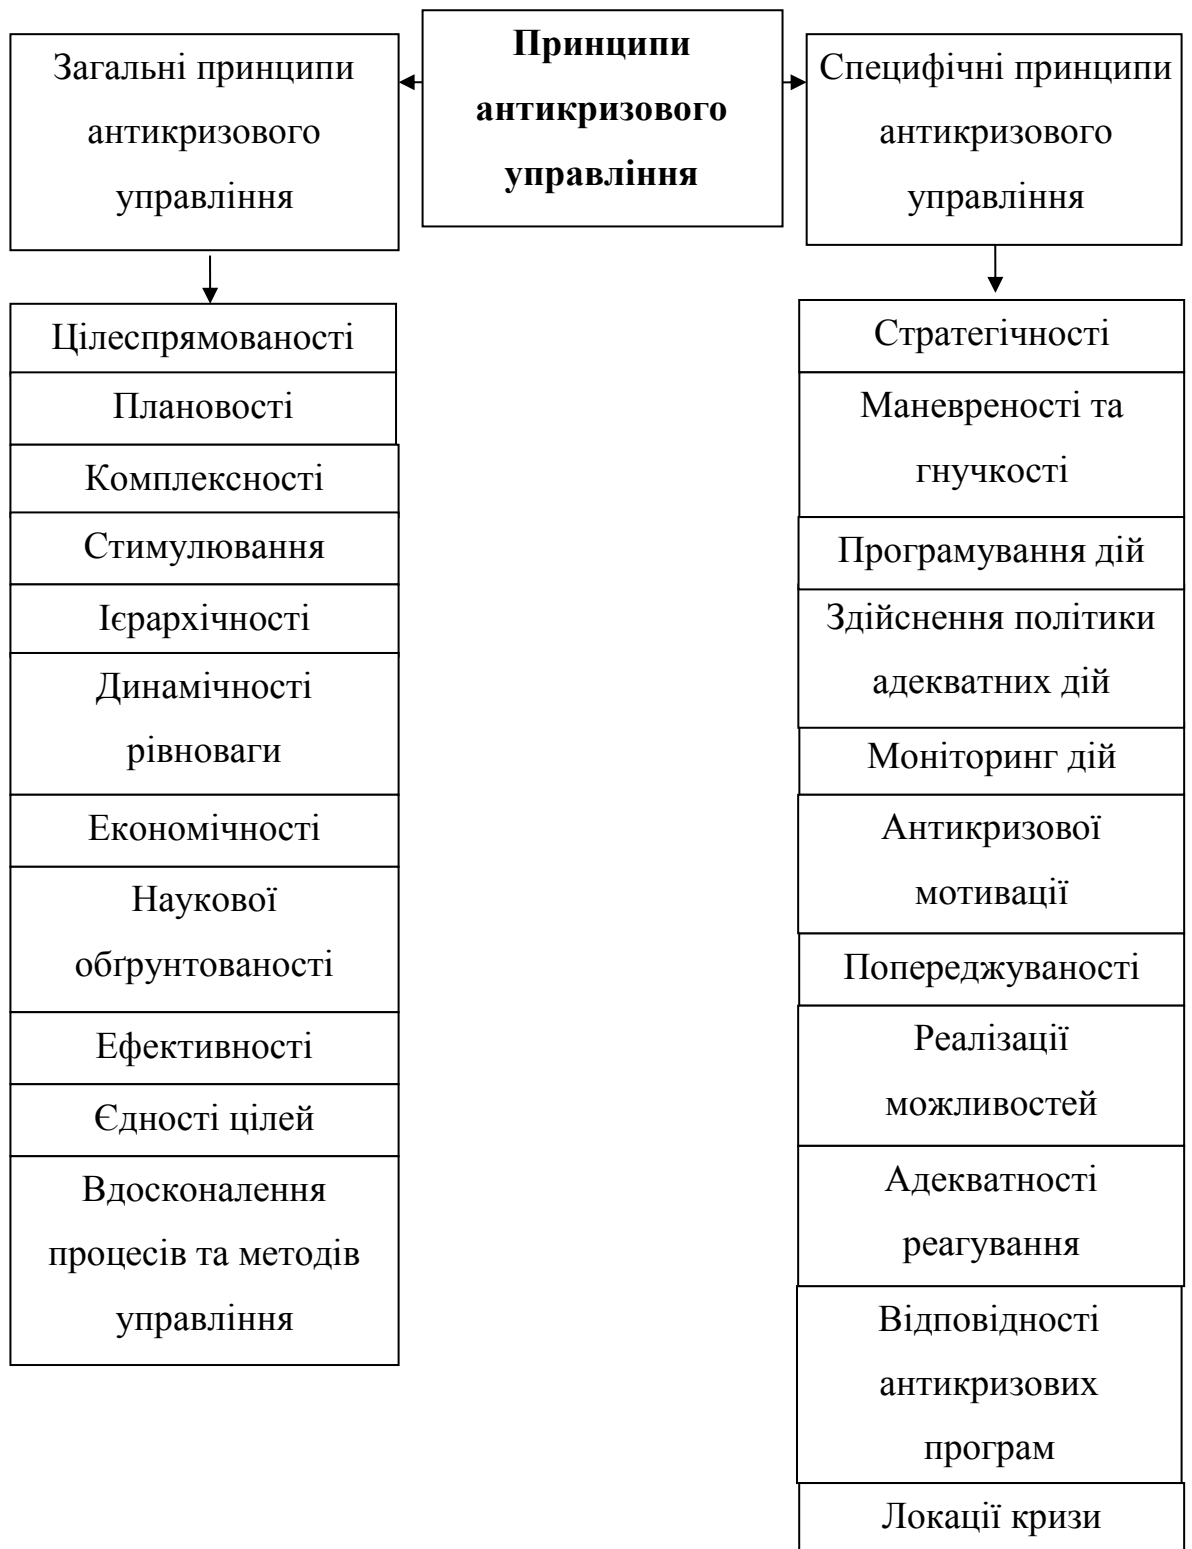 Принципи
антикризового
управління
Загальні принципи
антикризового
управління
Специфічні принципи
антикризового
управління
Цілеспрямованості
Плановості
Комплексності
Стимулювання
Ієрархічності
Динамічності
рівноваги
Економічності
Наукової
обґрунтованості
Ефективності
Єдності цілей
Вдосконалення
процесів та методів
управління
Стратегічності
Маневреності та
гнучкості
Програмування дій
Здійснення політики
адекватних дій
Моніторинг дій
Антикризової
мотивації
Попереджуваності
Реалізації
можливостей
Адекватності
реагування
Відповідності
антикризових
програм
Локації кризи